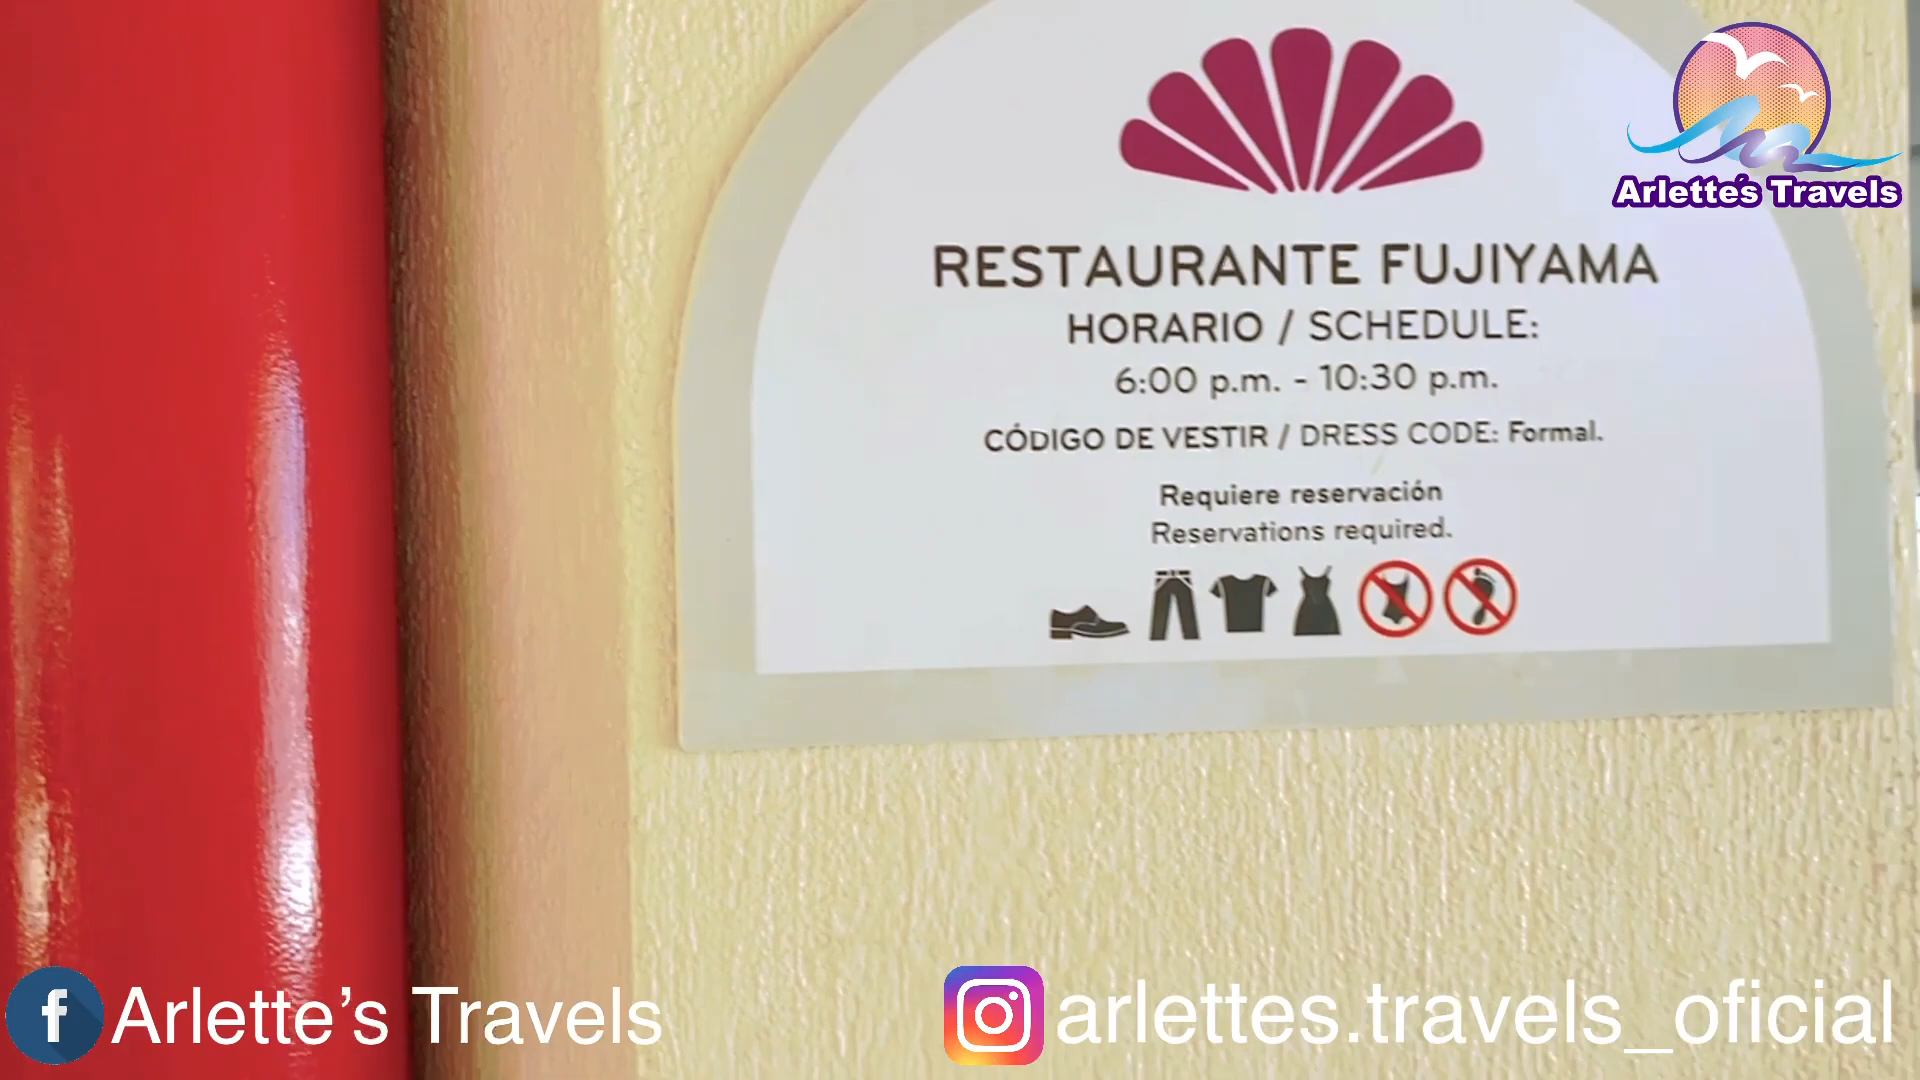 Arlette's Travels
RESTAURANTE FUJIYAMA
HORARIO / SCHEDULE:
6:00 p.m. - 10:30 p.m.
CÓDIGO DE VESTIR / DRESS CODE: Formal.
Requiere reservación
Reservations required.
Arlette’s Travels
arlettes.travels_oficial